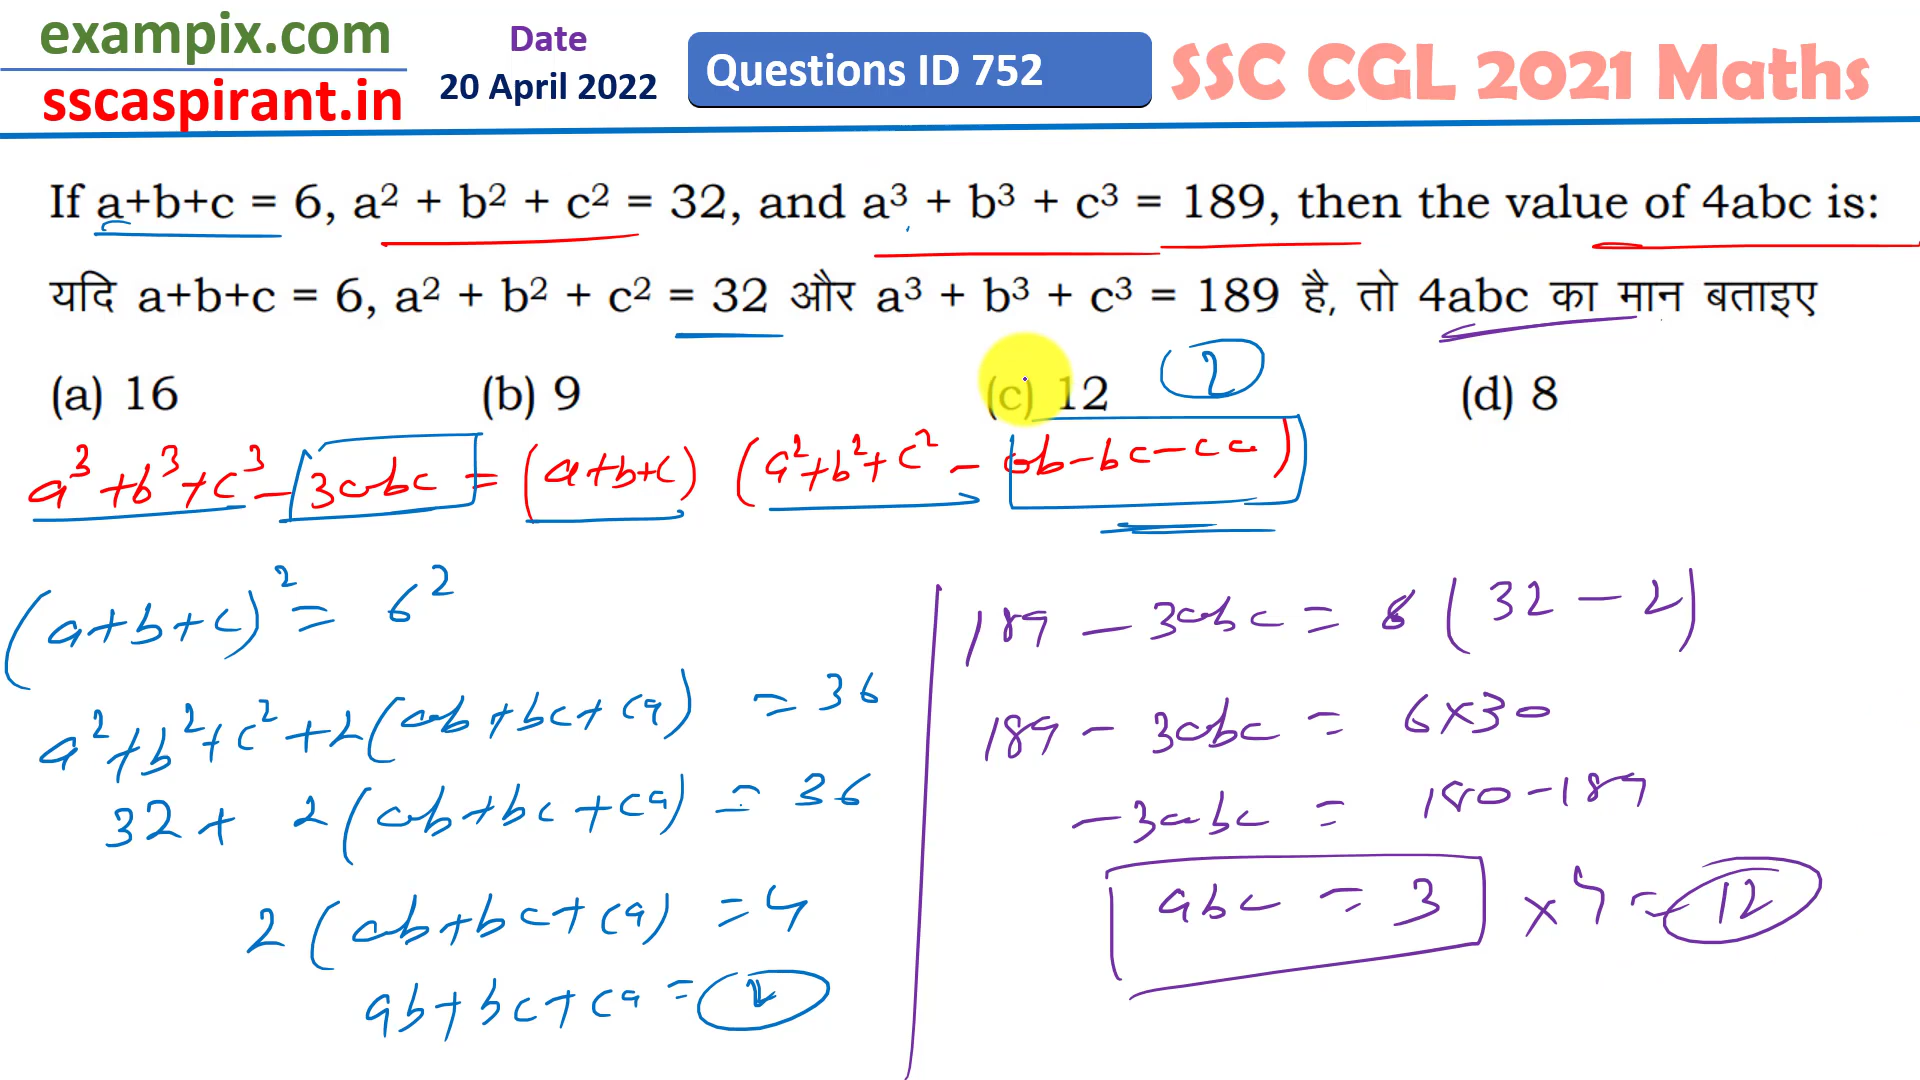 exampix.com
sscaspirant.in
Date
20 April 2022
Questions ID 752
SSC CGL 2021 Maths
If a+b+c = 6, a² + b² + c² = 32, and a³ + b³ + c³ = 189, then the value of 4abc is:
यदि a+b+c = 6, a² + b² + c² = 32 और a³ + b³ + c³ = 189 है, तो 4abc का मान बताइए
2
(a) 16 (b) 9 (c) 12 (d) 8
a³+b³+c³-3abc = (a+b+c) (a²+b²+c² - ab-bc-ca)
(a+b+c)² = 6²
a²+b²+c²+2(ab+bc+ca) = 36
32+ 2(ab+bc+ca) = 36
2(ab+bc+ca) = 4
ab+bc+ca = 2
189 - 3abc = 6(32-2)
189 - 3abc = 6×30
-3abc = 180-189
abc = 3 ×4 = 12